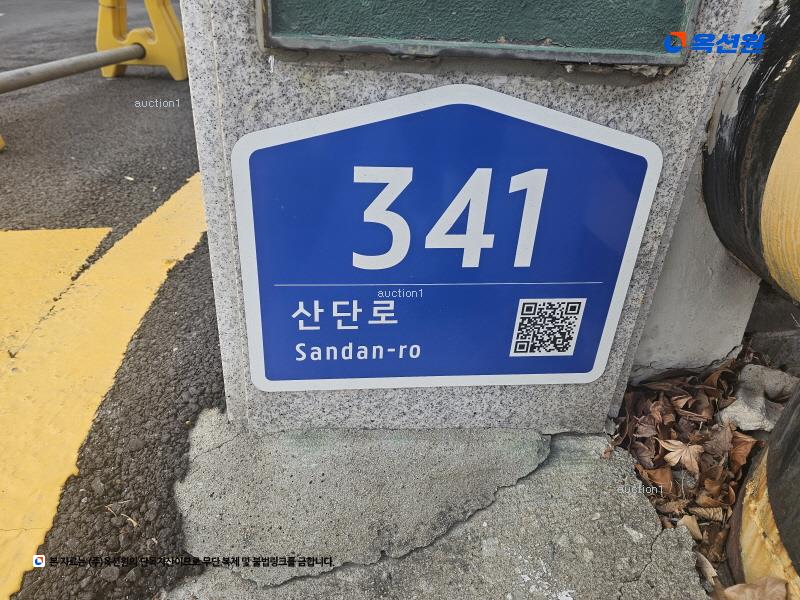 옥션원
auction1
341
auction1
산단로
Sandan-ro
auction1
본 자료는 (주)옥션원의 단독자산이므로 무단 복제 및 불법링크를 금합니다.